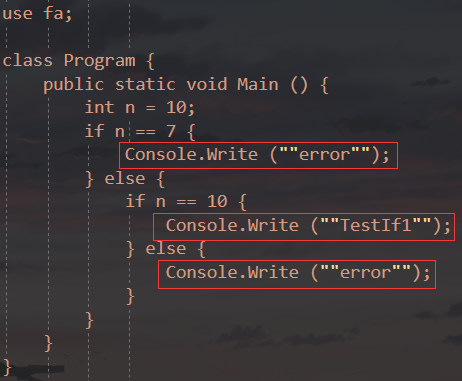 use fa;
class Program {
public static void Main () {
int n = 10;
if n == 7 {
Console.Write (""error"");
} else {
if n == 10 {
Console.Write (""TestIf1"");
} else {
Console.Write (""error"");
}
}
}
}